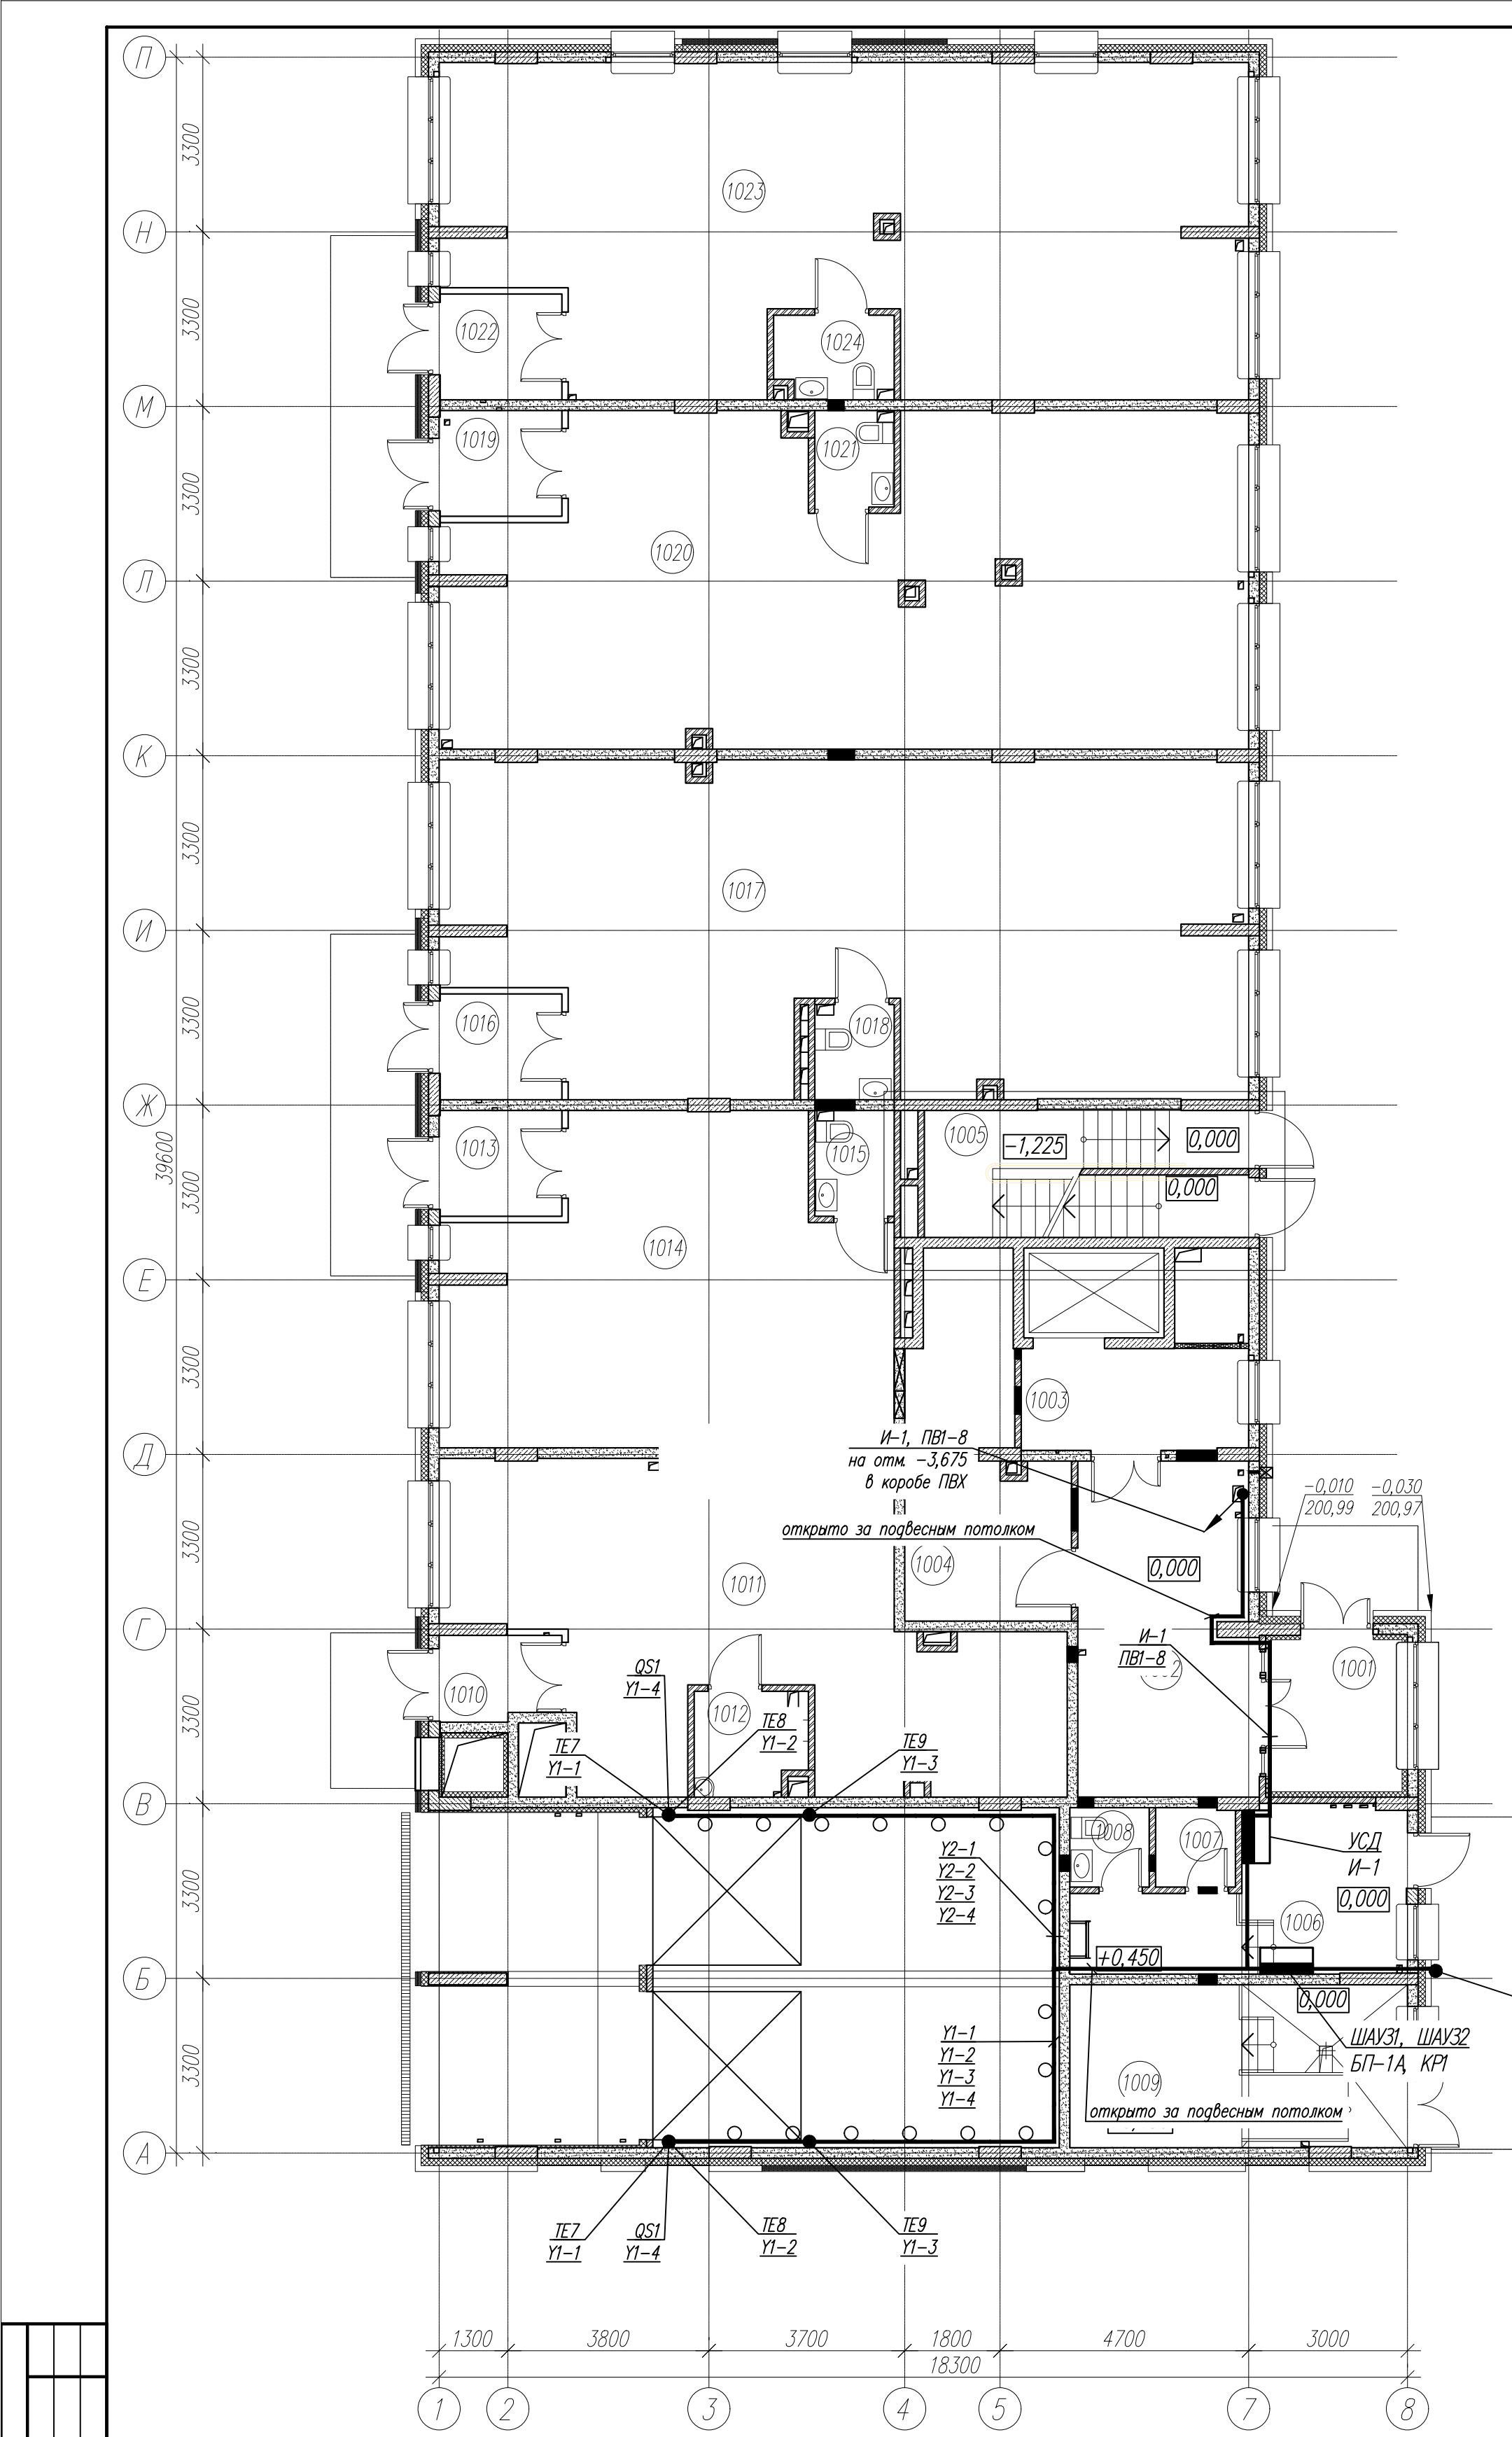 П
3300
1023
Н
3300
1022
1024
М
1019
1021
3300
1020
Л
3300
К
3300
1017
И
3300
1016
1018
Ж
39600
1013
1015
1005
-1,225
0,000
0,000
3300
1014
Е
3300
1003
И-1, ПВ1-8
на отм. -3,675
в коробе ПВХ
Д
-0,010
200,99
-0,030
200,97
открыто за подвесным потолком
3300
1004
0,000
1011
Г
И-1
ПВ1-8
1001
QS1
Y1-4
3300
1010
1012
TE8
Y1-2
TE7
Y1-1
TE9
Y1-3
В
1008
1007
УСД
И-1
Y2-1
Y2-2
Y2-3
Y2-4
3300
0,000
1006
+0,450
Б
0,000
Y1-1
Y1-2
Y1-3
Y1-4
ШАУЗ1, ШАУЗ2
БП-1А, КР1
3300
1009
открыто за подвесным потолком
А
TE7
Y1-1
QS1
Y1-4
TE8
Y1-2
TE9
Y1-3
1300
3800
3700
1800
4700
3000
18300
1
2
3
4
5
7
8